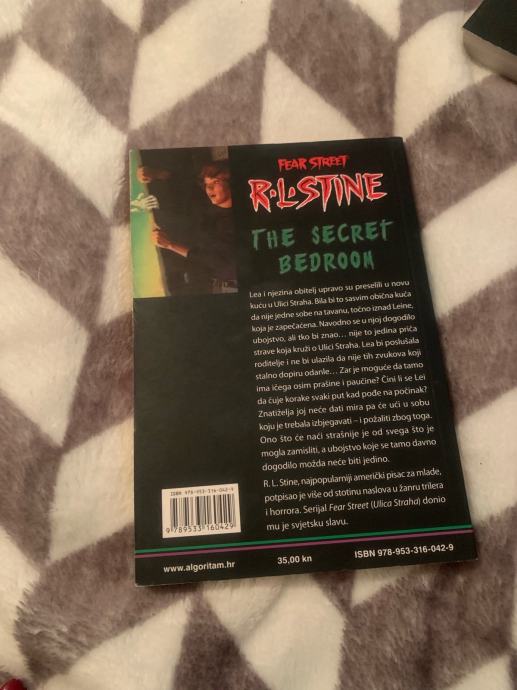 FEAR STREET
R.L.STINE
THE SECRET
BEDROOM
Lea i njezina obitelj upravo su preselili u novu
kuću u Ulici Straha. Bila bi to sasvim obična kuća
da nije jedne sobe na tavanu, točno iznad Leine,
koja je zapečaćena. Navodno se u njoj dogodilo
ubojstvo, ali tko bi znao... nije to jedina priča
strave koja kruži o Ulici Straha. Lea bi poslušala
roditelje i ne bi ulazila da nije tih zvukova koji
stalno dopiru odanle... Zar je moguće da tamo
ima ičega osim prašine i paučine? Čini li se Lei
da čuje korake svaki put kad pođe na počinak?
Znatiželja joj neće dati mira pa će ući u sobu
koju je trebala izbjegavati – i požaliti zbog toga.
Ono što će naći strašnije je od svega što je
mogla zamisliti, a ubojstvo koje se tamo davno
dogodilo možda neće biti jedino.
R. L. Stine, najpopularniji američki pisac za mlade,
potpisao je više od stotinu naslova u žanru trilera
i horrora. Serijal Fear Street (Ulica Straha) donio
mu je svjetsku slavu.
ISBN 978-953-316-042-9
9 789533 160429
www.algoritam.hr
35,00 kn
ISBN 978-953-316-042-9